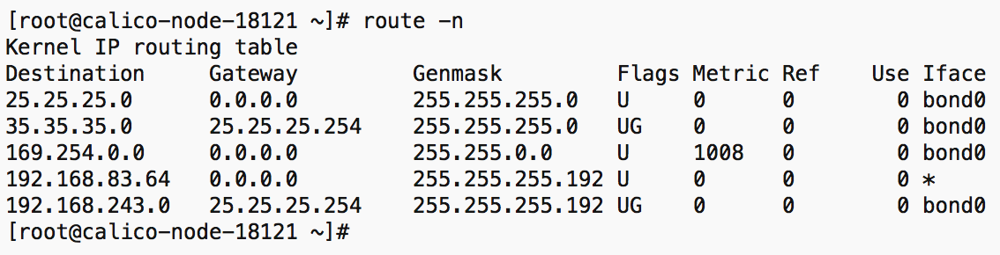 [root@calico-node-18121 ~]# route -n
Kernel IP routing table
Destination     Gateway         Genmask         Flags Metric Ref    Use Iface
25.25.25.0      0.0.0.0         255.255.255.0   U     0      0        0 bond0
35.35.35.0      25.25.25.254    255.255.255.0   UG    0      0        0 bond0
169.254.0.0     0.0.0.0         255.255.0.0     U     1008   0        0 bond0
192.168.83.64   0.0.0.0         255.255.255.192 U     0      0        0 *
192.168.243.0   25.25.25.254    255.255.255.192 UG    0      0        0 bond0
[root@calico-node-18121 ~]#